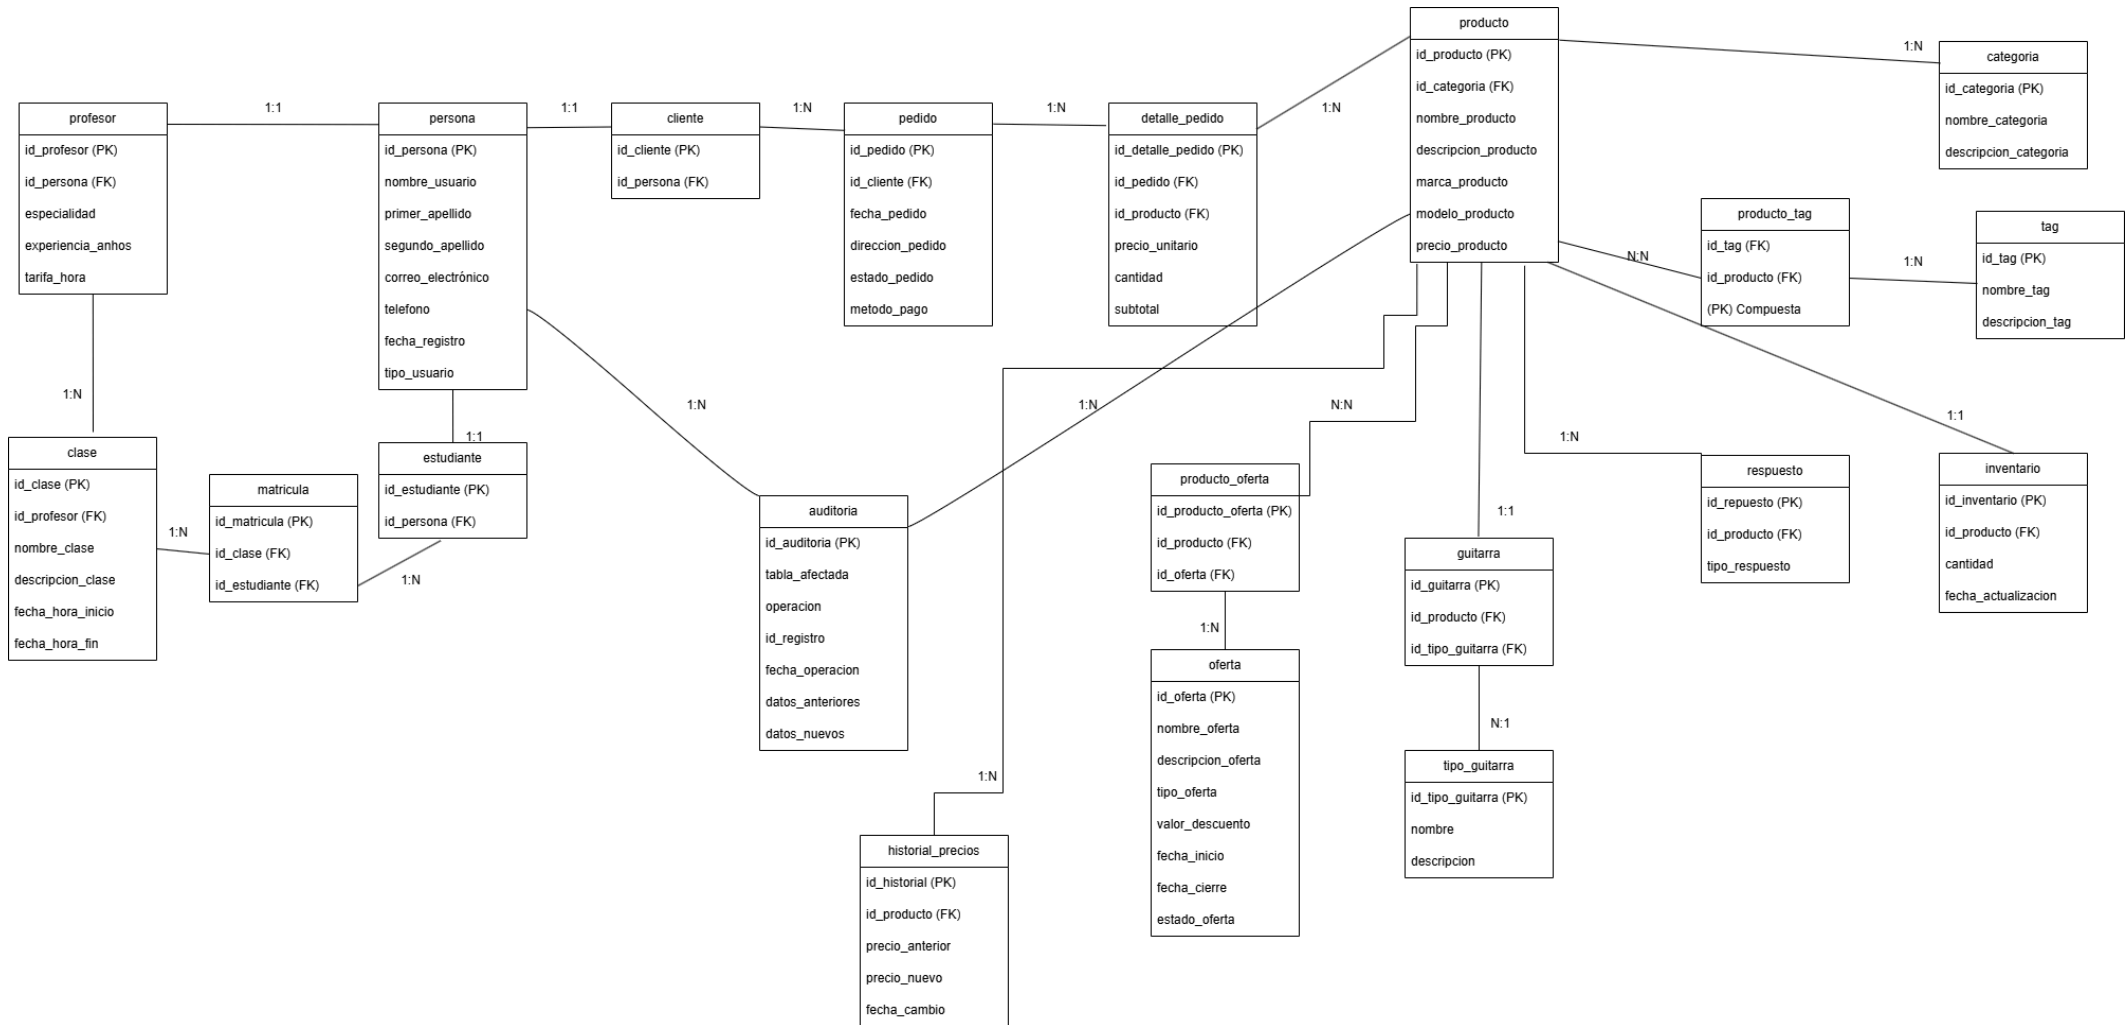 producto
id_producto (PK)
id_categoria (FK)
nombre_producto
descripcion_producto
marca_producto
modelo_producto
precio_producto
1:N
categoria
id_categoria (PK)
nombre_categoria
descripcion_categoria
profesor
id_profesor (PK)
id_persona (FK)
especialidad
experiencia_anhos
tarifa_hora
1:1
persona
id_persona (PK)
nombre_usuario
primer_apellido
segundo_apellido
correo_electrónico
telefono
fecha_registro
tipo_usuario
1:1
cliente
id_cliente (PK)
id_persona (FK)
1:N
pedido
id_pedido (PK)
id_cliente (FK)
fecha_pedido
direccion_pedido
estado_pedido
metodo_pago
1:N
detalle_pedido
id_detalle_pedido (PK)
id_pedido (FK)
id_producto (FK)
precio_unitario
cantidad
subtotal
1:N
producto_tag
id_tag (FK)
id_producto (FK)
(PK) Compuesta
N:N
1:N
tag
id_tag (PK)
nombre_tag
descripcion_tag
1:N
1:N
1:N
N:N
1:N
1:1
1:1
clase
id_clase (PK)
id_profesor (FK)
nombre_clase
descripcion_clase
fecha_hora_inicio
fecha_hora_fin
1:N
matricula
id_matricula (PK)
id_clase (FK)
id_estudiante (FK)
1:N
estudiante
id_estudiante (PK)
id_persona (FK)
auditoria
id_auditoria (PK)
tabla_afectada
operacion
id_registro
fecha_operacion
datos_anteriores
datos_nuevos
producto_oferta
id_producto_oferta (PK)
id_producto (FK)
id_oferta (FK)
1:N
oferta
id_oferta (PK)
nombre_oferta
descripcion_oferta
tipo_oferta
valor_descuento
fecha_inicio
fecha_cierre
estado_oferta
1:1
guitarra
id_guitarra (PK)
id_producto (FK)
id_tipo_guitarra (FK)
N:1
tipo_guitarra
id_tipo_guitarra (PK)
nombre
descripcion
respuesto
id_repuesto (PK)
id_producto (FK)
tipo_respuesto
inventario
id_inventario (PK)
id_producto (FK)
cantidad
fecha_actualizacion
1:N
historial_precios
id_historial (PK)
id_producto (FK)
precio_anterior
precio_nuevo
fecha_cambio